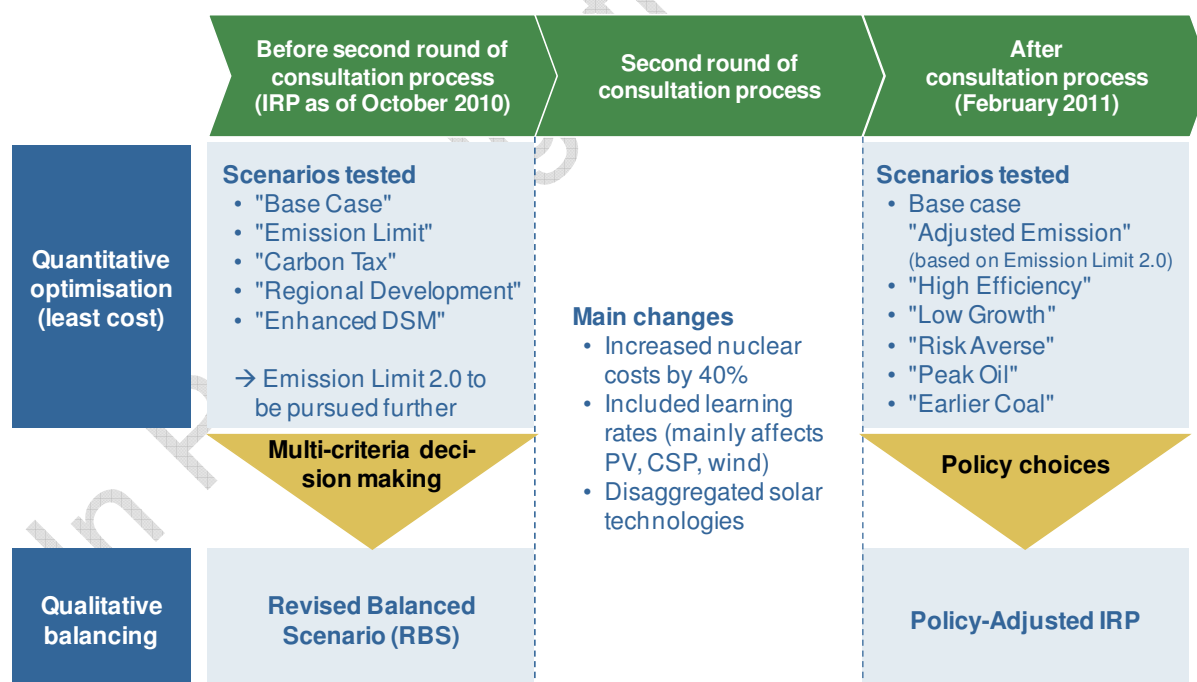 Before second round of
consultation process
(IRP as of October 2010)
Second round of
consultation process
After
consultation process
(February 2011)
Quantitative
optimisation
(least cost)
Scenarios tested
• "Base Case"
• "Emission Limit"
• "Carbon Tax"
• "Regional Development"
• "Enhanced DSM"
→ Emission Limit 2.0 to
be pursued further
Multi-criteria deci-
sion making
Main changes
• Increased nuclear
costs by 40%
• Included learning
rates (mainly affects
PV, CSP, wind)
• Disaggregated solar
technologies
Scenarios tested
• Base case
"Adjusted Emission"
(based on Emission Limit 2.0)
• "High Efficiency"
• "Low Growth"
• "Risk Averse"
• "Peak Oil"
• "Earlier Coal"
Policy choices
Qualitative
balancing
Revised Balanced
Scenario (RBS)
Policy-Adjusted IRP
In